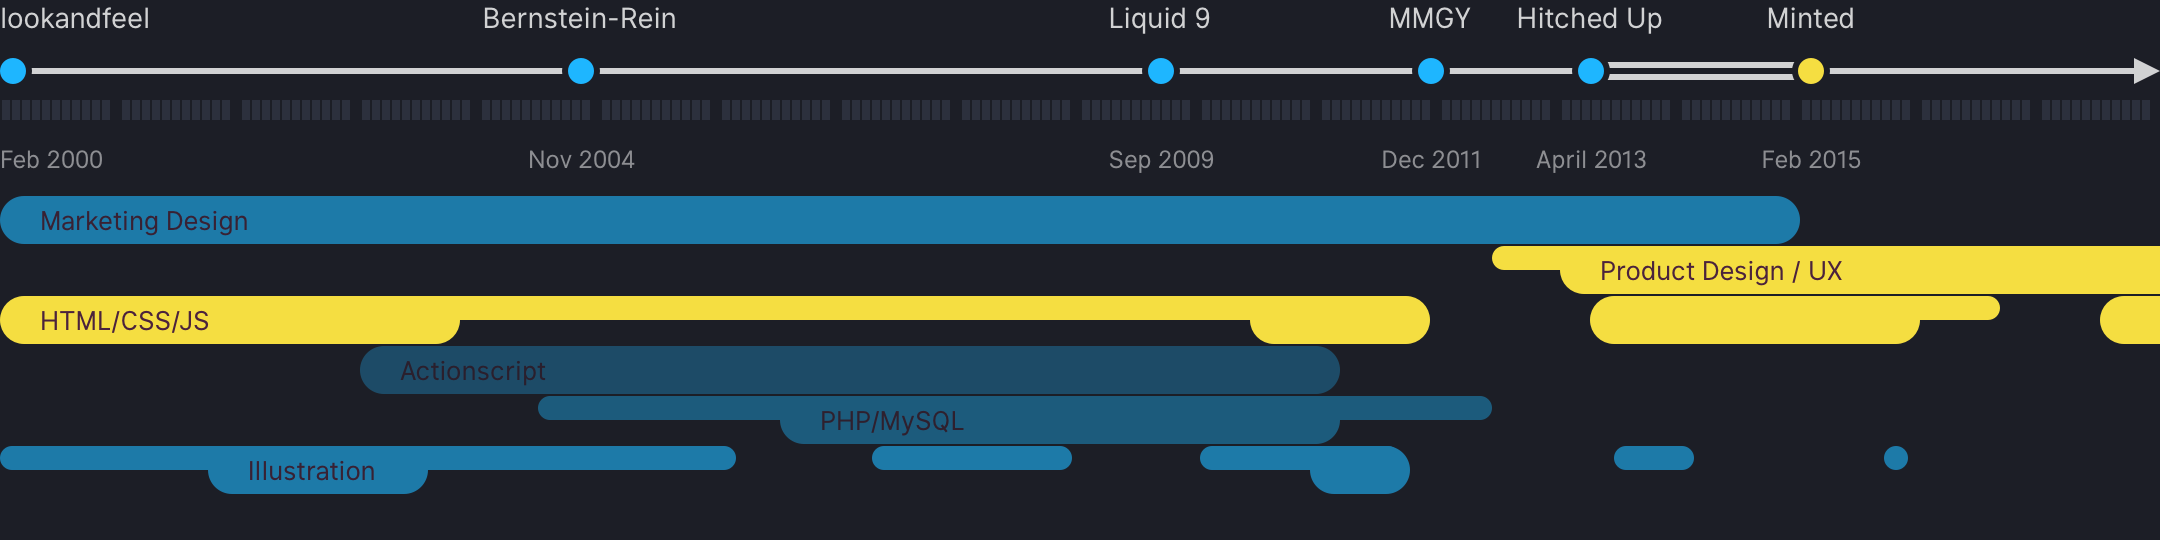 lookandfeel
Bernstein-Rein
Liquid 9
MMGY
Hitched Up
Minted
Feb 2000
Nov 2004
Sep 2009
Dec 2011
April 2013
Feb 2015
Marketing Design
Product Design / UX
HTML/CSS/JS
Actionscript
PHP/MySQL
Illustration